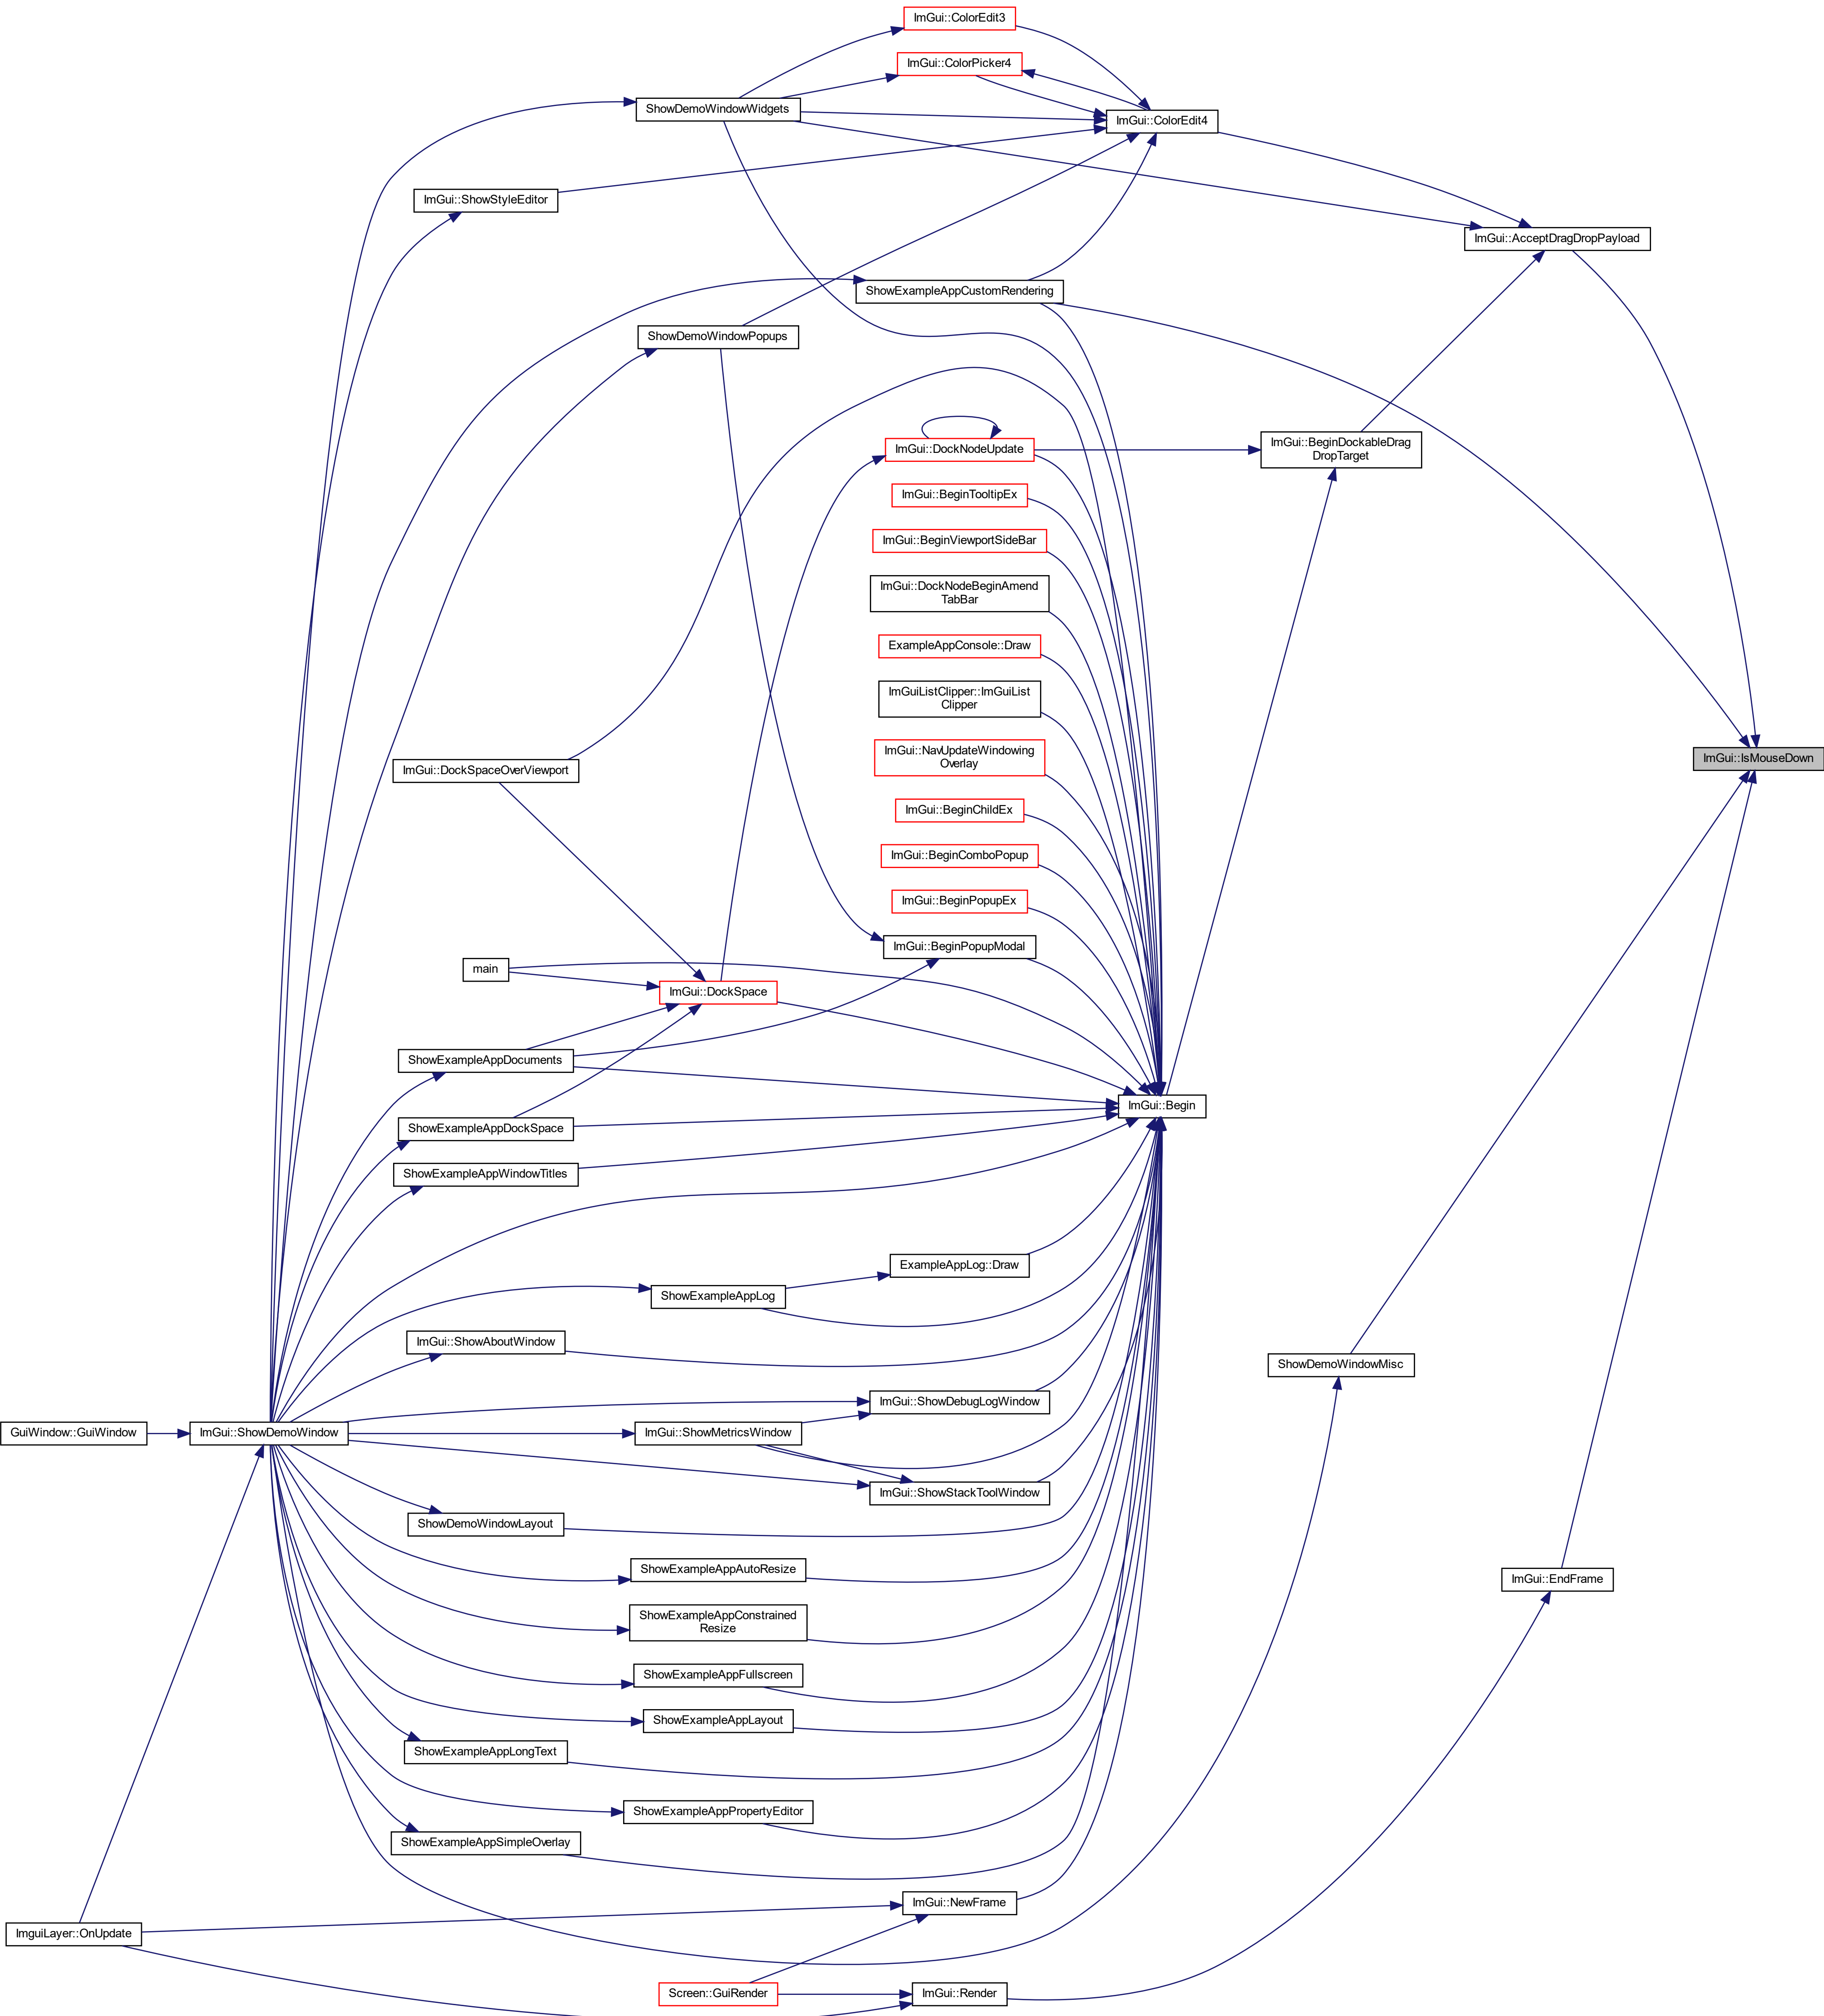 ImGui::ColorEdit3
ImGui::ColorPicker4
ShowDemoWindowWidgets
ImGui::ColorEdit4
ImGui::ShowStyleEditor
ImGui::AcceptDragDropPayload
ShowExampleAppCustomRendering
ShowDemoWindowPopups
ImGui::DockNodeUpdate
ImGui::BeginDockableDrag
DropTarget
ImGui::BeginTooltipEx
ImGui::BeginViewportSideBar
ImGui::DockNodeBeginAmend
TabBar
ExampleAppConsole::Draw
ImGuiListClipper::ImGuiList
Clipper
ImGui::NavUpdateWindowing
Overlay
ImGui::IsMouseDown
ImGui::DockSpaceOverViewport
ImGui::BeginChildEx
ImGui::BeginComboPopup
ImGui::BeginPopupEx
ImGui::BeginPopupModal
main
ImGui::DockSpace
ShowExampleAppDocuments
ImGui::Begin
ShowExampleAppDockSpace
ShowExampleAppWindowTitles
ExampleAppLog::Draw
ShowExampleAppLog
ImGui::ShowAboutWindow
ShowDemoWindowMisc
ImGui::ShowDebugLogWindow
GuiWindow::GuiWindow
ImGui::ShowDemoWindow
ImGui::ShowMetricsWindow
ImGui::ShowStackToolWindow
ShowDemoWindowLayout
ShowExampleAppAutoResize
ImGui::EndFrame
ShowExampleAppConstrained
Resize
ShowExampleAppFullscreen
ShowExampleAppLayout
ShowExampleAppLongText
ShowExampleAppPropertyEditor
ShowExampleAppSimpleOverlay
ImGui::NewFrame
ImguiLayer::OnUpdate
Screen::GuiRender
ImGui::Render